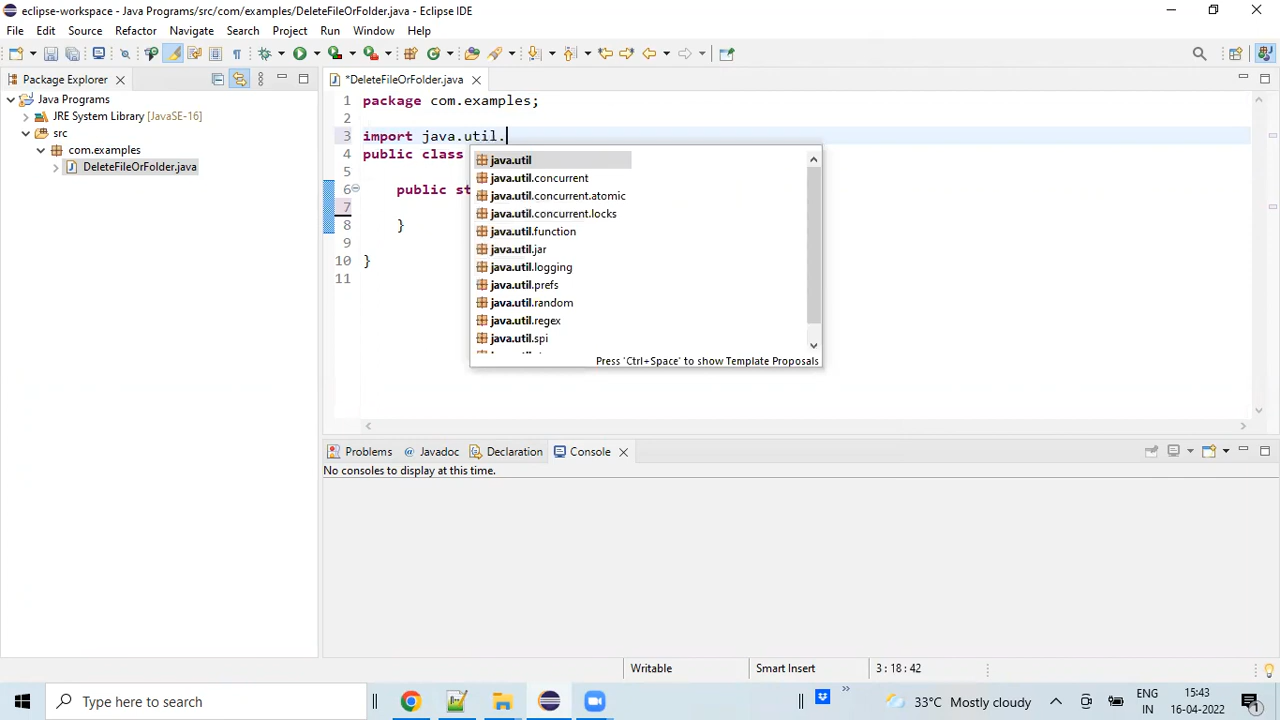 eclipse-workspace - Java Programs/src/com/examples/DeleteFileOrFolder.java - Eclipse IDE
File Edit Source Refactor Navigate Search Project Run Window Help
Package Explorer
*DeleteFileOrFolder.java
Java Programs
JRE System Library [JavaSE-16]
src
com.examples
DeleteFileOrFolder.java
1 package com.examples;
2
3 import java.util.
4 public class
5
6 public st
7
8 }
9
10 }
11
java.util
java.util.concurrent
java.util.concurrent.atomic
java.util.concurrent.locks
java.util.function
java.util.jar
java.util.logging
java.util.prefs
java.util.random
java.util.regex
java.util.spi
Press 'Ctrl+Space' to show Template Proposals
Problems @ Javadoc Declaration Console
No consoles to display at this time.
Writable Smart Insert 3 : 18 : 42
Type here to search
33°C Mostly cloudy
ENG
IN
15:43
16-04-2022
1